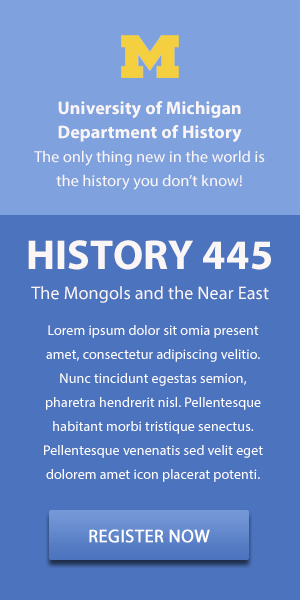 M
University of Michigan
Department of History
The only thing new in the world is
the history you don’t know!
HISTORY 445
The Mongols and the Near East
Lorem ipsum dolor sit omia present
amet, consectetur adipiscing velitio.
Nunc tincidunt egestas semion,
pharetra hendrerit nisl. Pellentesque
habitant morbi tristique senectus.
Pellentesque venenatis sed velit eget
dolorem amet icon placerat potenti.
REGISTER NOW